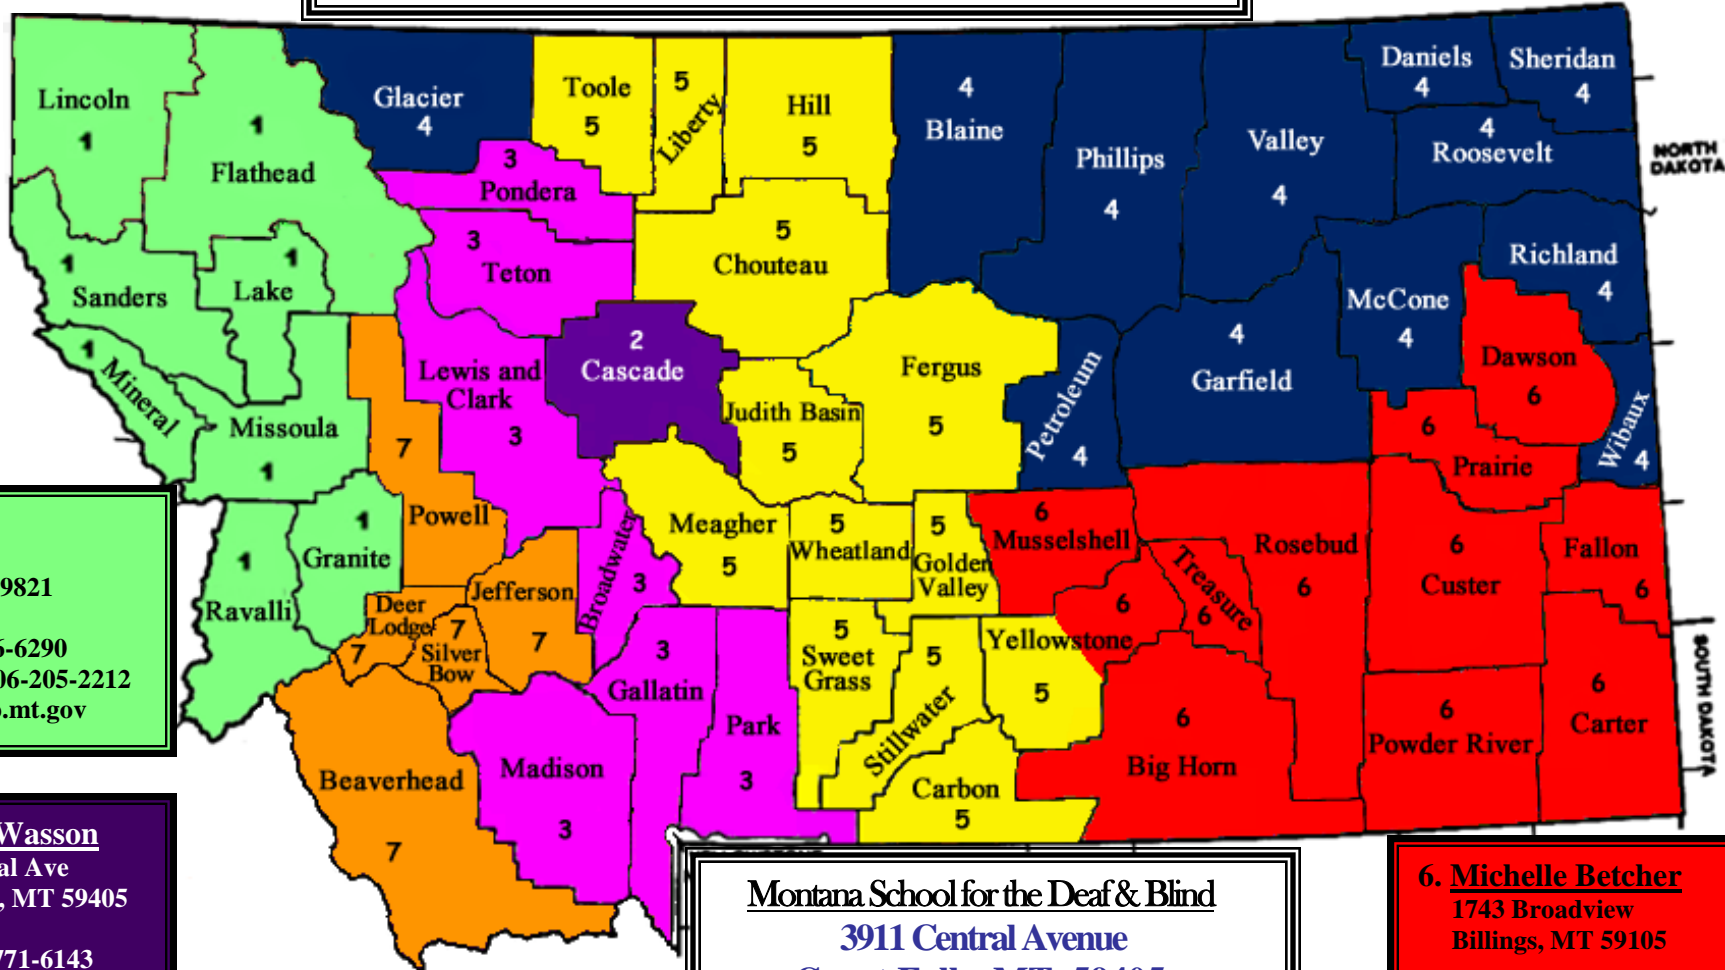 Lincoln
1
Flathead
1
Glacier
4
Toole
5
5
Liberty
Hill
5
4
Blaine
Phillips
4
Valley
4
Daniels
4
Sheridan
4
4
Roosevelt
NORTH
DAKOTA
3
Pondera
3
Teton
5
Chouteau
1
Sanders
1
Lake
1
Mineral
Missoula
1
Lewis and
Clark
3
2
Cascade
Judith Basin
5
Fergus
5
Petroleum
4
4
Garfield
McCone
4
Richland
4
Dawson
6
Wibaux
4
6
Prairie
7
Powell
1
Granite
1
Ravalli
Deer
Lodge
7
7
Silver
Bow
Jefferson
7
Broadwater
3
Meagher
5
5
Wheatland
5
Golden
Valley
6
Musselshell
Treasure
6
Rosebud
6
6
Custer
Fallon
6
3
Gallatin
Park
3
5
Sweet
Grass
5
Stillwater
Yellowstone
6
5
6
Big Horn
6
Powder River
6
Carter
SOUTH DAKOTA
Beaverhead
7
Madison
3
Carbon
5
9821
6-6290
06-205-2212
.mt.gov
Wasson
al Ave
, MT 59405
771-6143
Montana School for the Deaf & Blind
3911 Central Avenue
6. Michelle Betcher
1743 Broadview
Billings, MT 59105